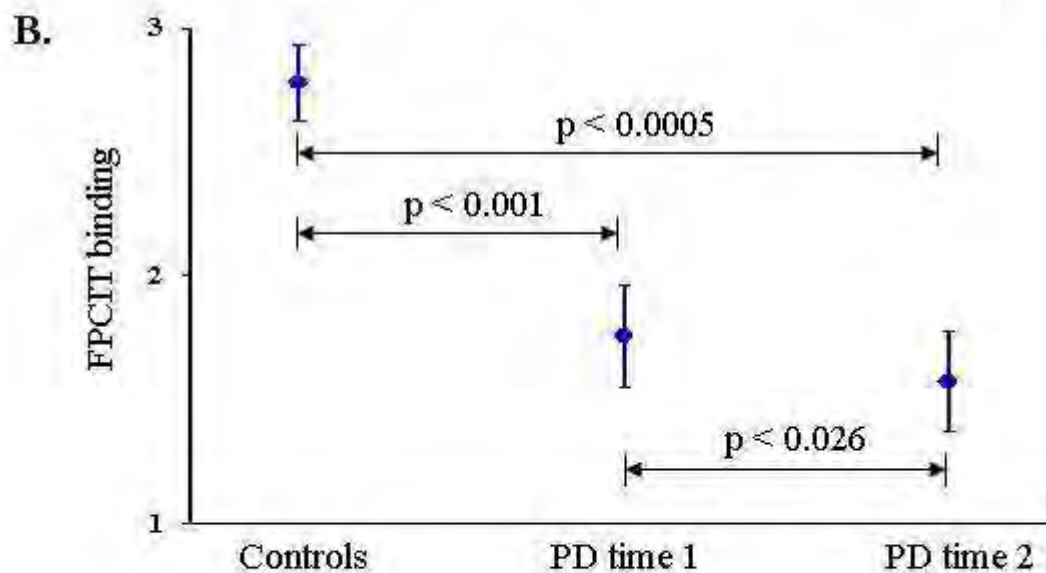 B.
3
p < 0.0005
p < 0.001
FPCIT binding
2
p < 0.026
1
Controls PD time 1 PD time 2